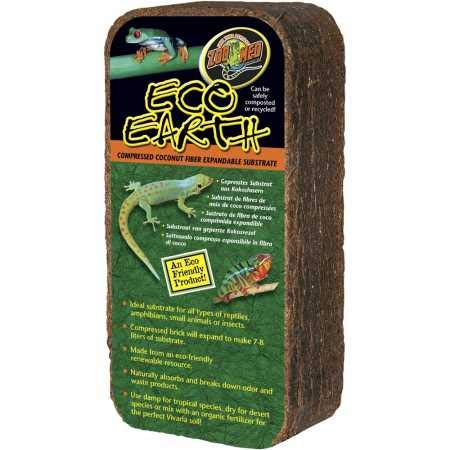 ZOO MED
Can be
safely
composted
or recycled!
ECO
EARTH
COMPRESSED COCONUT FIBER EXPANDABLE SUBSTRATE
• Gepresstes Substrat
aus Kokosfasern
• Substrat de fibres de
noix de coco compressées
• Sustrato de fibra de coco
comprimida expandible
• Substraat van geperste Kokosvezel
• Sottosuolo compresso espansibile in fibra
di cocco
An Eco
Friendly
Product!
• Ideal substrate for all types of reptiles,
amphibians, small animals or insects.
• Compressed brick will expand to make 7-8
liters of substrate.
• Made from an eco-friendly
renewable resource.
• Naturally absorbs and breaks down odor and
waste products.
• Use damp for tropical species, dry for desert
species or mix with an organic fertilizer for
the perfect Vivaria soil!